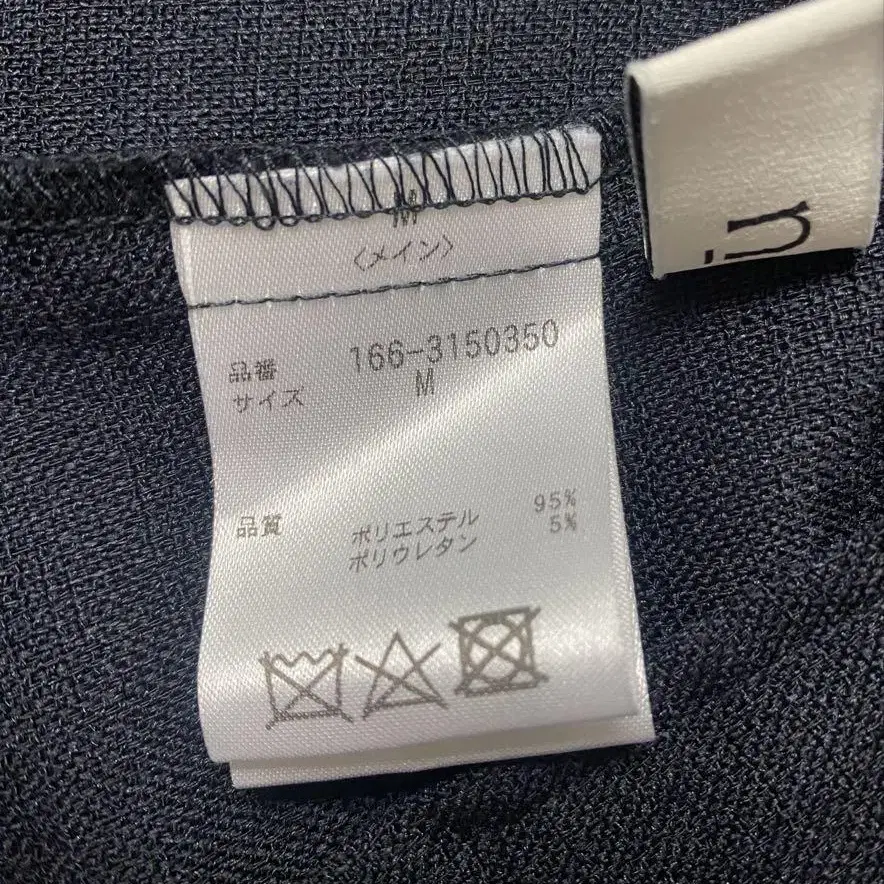 〈メイン〉
品番 166-3150350
サイズ M
品質 ポリエステル 95%
ポリウレタン 5%
ni